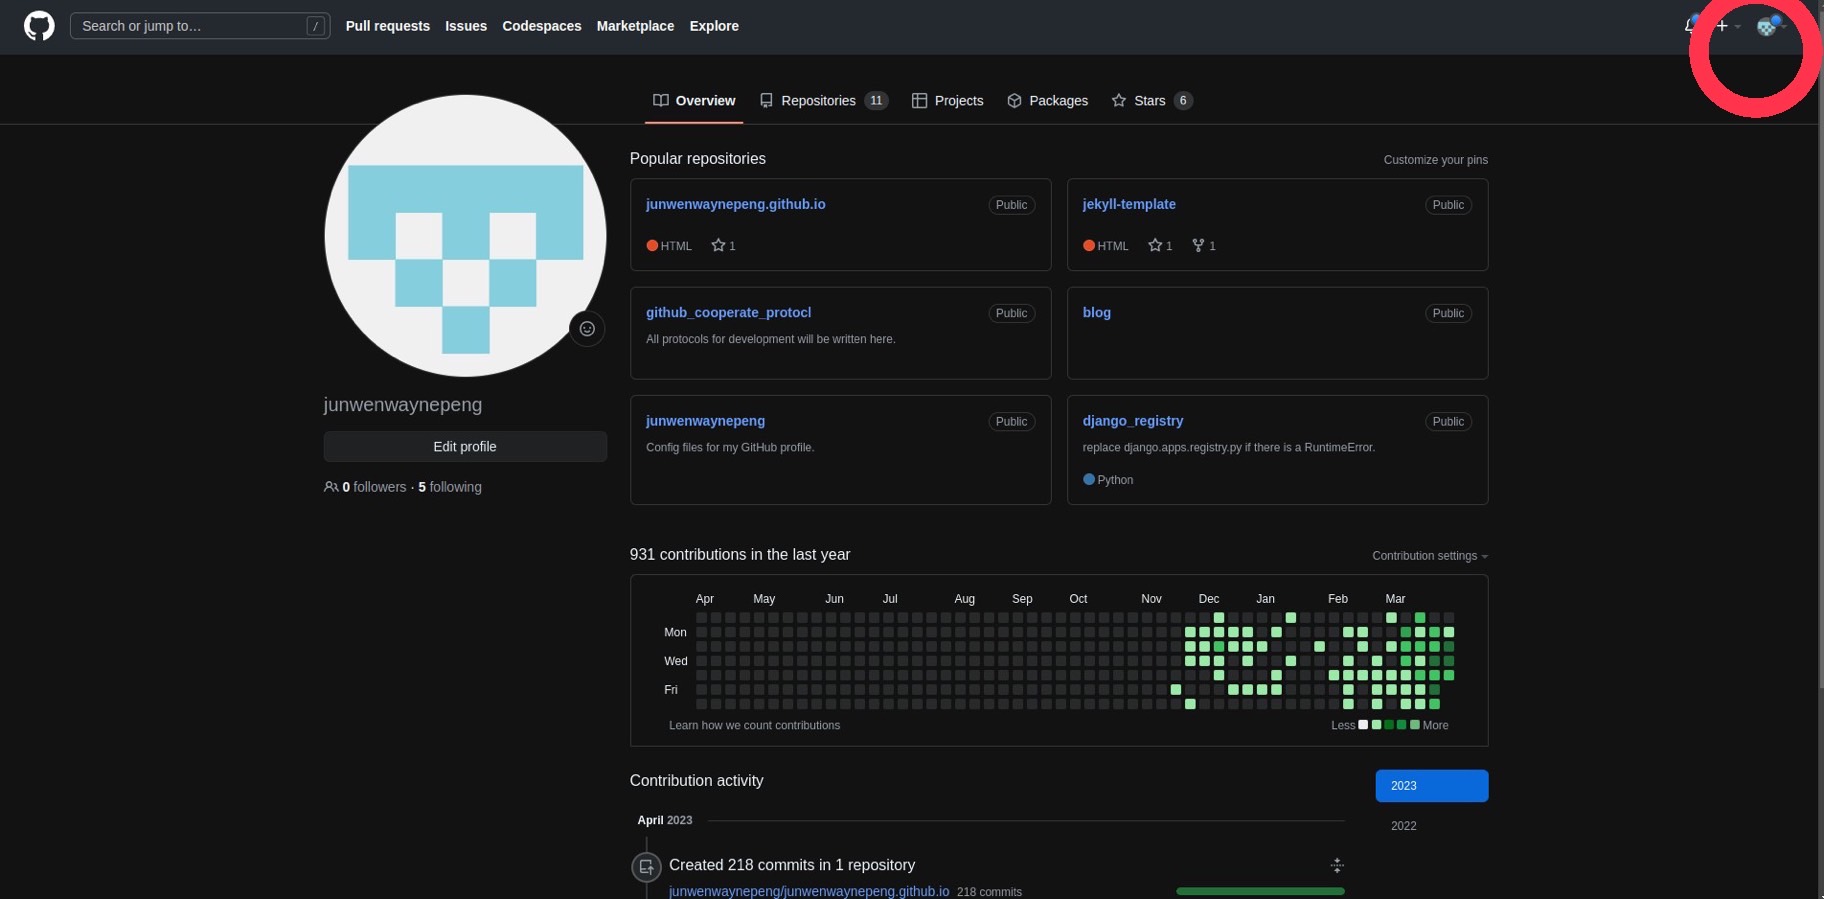 Search or jump to… /
Pull requests Issues Codespaces Marketplace Explore
Overview Repositories 11 Projects Packages Stars 6
Popular repositories Customize your pins
junwenwaynepeng.github.io Public
HTML 1
jekyll-template Public
HTML 1 1
github_cooperate_protocl Public
All protocols for development will be written here.
blog Public
junwenwaynepeng
Edit profile
0 followers · 5 following
junwenwaynepeng Public
Config files for my GitHub profile.
django_registry Public
replace django.apps.registry.py if there is a RuntimeError.
Python
931 contributions in the last year Contribution settings
Apr May Jun Jul Aug Sep Oct Nov Dec Jan Feb Mar
Mon
Wed
Fri
Learn how we count contributions Less More
Contribution activity 2023
April 2023 2022
Created 218 commits in 1 repository
junwenwaynepeng/junwenwaynepeng.github.io 218 commits